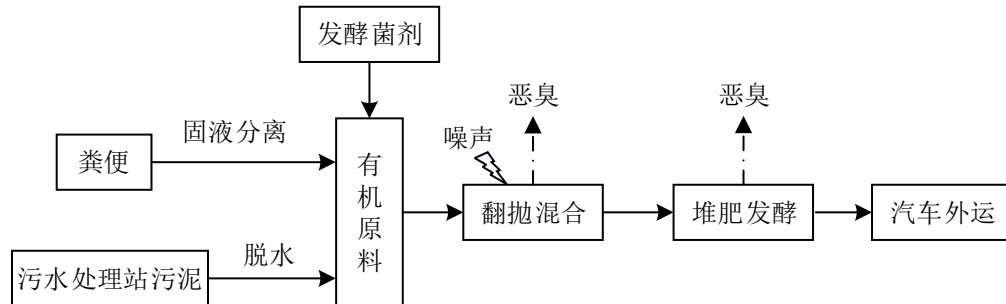 发酵菌剂
恶臭
恶臭
固液分离
噪声
粪便
有机原料
翻抛混合
堆肥发酵
汽车外运
脱水
污水处理站污泥